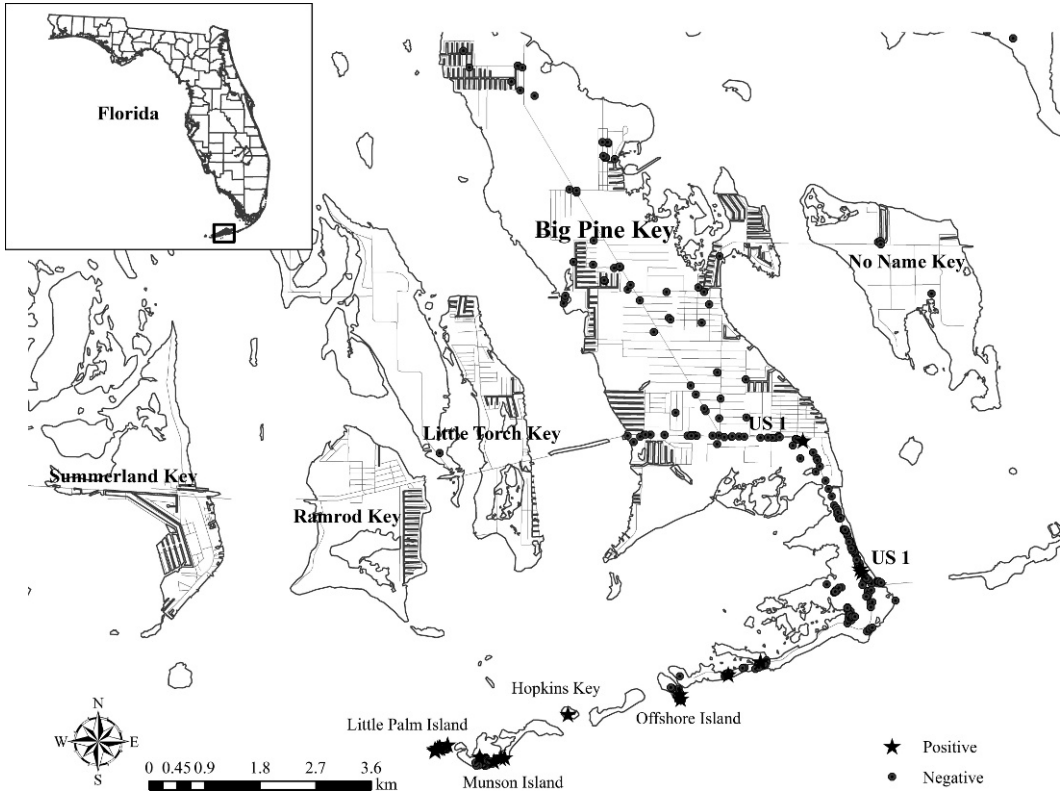 Florida
Big Pine Key
No Name Key
US 1
Little Torch Key
Summerland Key
Ramrod Key
US 1
Hopkins Key
Offshore Island
Little Palm Island
Munson Island
N
W E
S
0 0.45 0.9 1.8 2.7 3.6
km
Positive
Negative